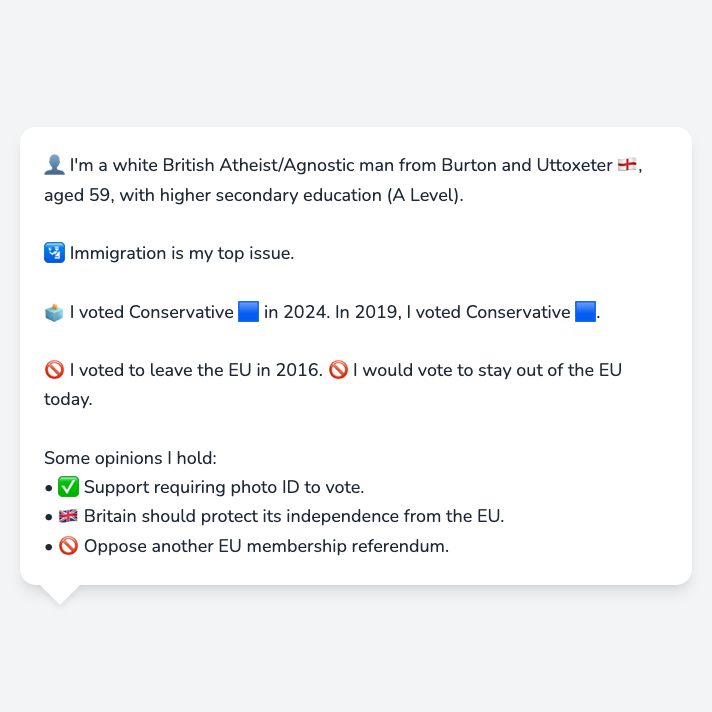 👤 I'm a white British Atheist/Agnostic man from Burton and Uttoxeter 🏴󠁧󠁢󠁥󠁮󠁧󠁿,
aged 59, with higher secondary education (A Level).
🛂 Immigration is my top issue.
🗳️ I voted Conservative 🟦 in 2024. In 2019, I voted Conservative 🟦.
🚫 I voted to leave the EU in 2016. 🚫 I would vote to stay out of the EU
today.
Some opinions I hold:
• ✅ Support requiring photo ID to vote.
• 🇬🇧 Britain should protect its independence from the EU.
• 🚫 Oppose another EU membership referendum.